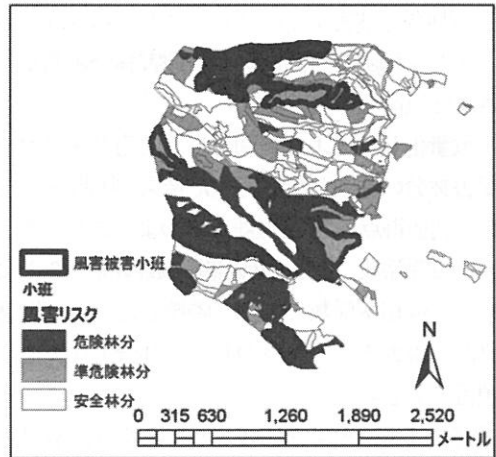 風害被害小班
小班
風害リスク
危険林分
準危険林分
安全林分
N
0 315 630 1,260 1,890 2,520
メートル